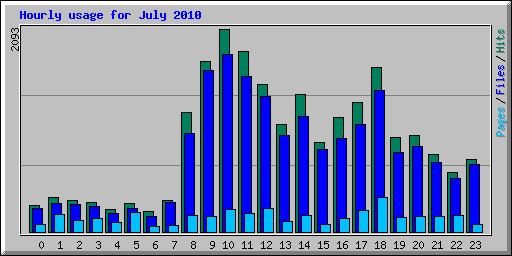 Hourly usage for July 2010
2093
Pages / Files / Hits
0 1 2 3 4 5 6 7 8 9 10 11 12 13 14 15 16 17 18 19 20 21 22 23